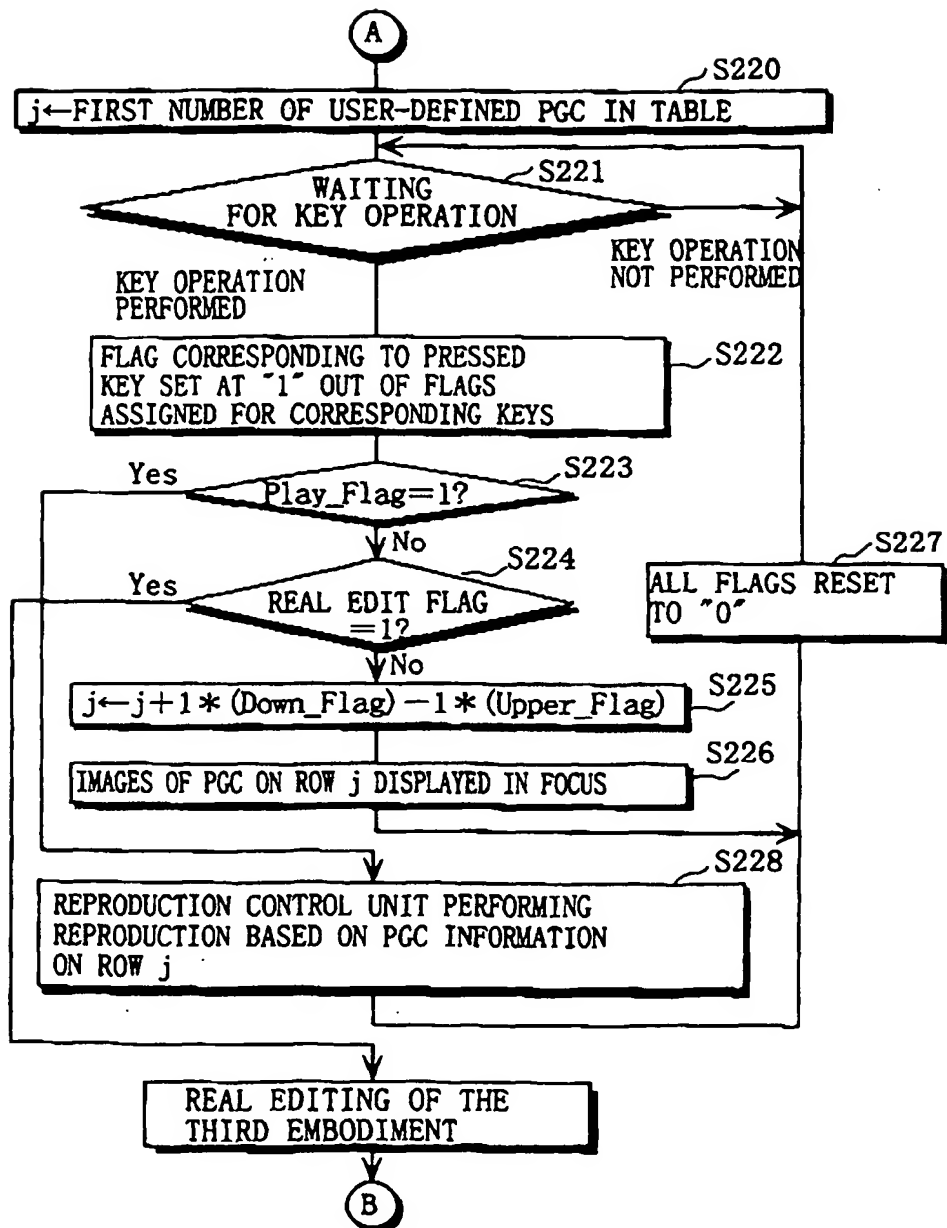 A
S220
j←FIRST NUMBER OF USER-DEFINED PGC IN TABLE
S221
WAITING
FOR KEY OPERATION
KEY OPERATION
NOT PERFORMED
KEY OPERATION
PERFORMED
S222
FLAG CORRESPONDING TO PRESSED
KEY SET AT "1" OUT OF FLAGS
ASSIGNED FOR CORRESPONDING KEYS
S223
Yes
Play_Flag=1?
No
S224
Yes
REAL EDIT FLAG
=1?
No
S227
ALL FLAGS RESET
TO "0"
S225
j←j+1*(Down_Flag)-1*(Upper_Flag)
S226
IMAGES OF PGC ON ROW j DISPLAYED IN FOCUS
S228
REPRODUCTION CONTROL UNIT PERFORMING
REPRODUCTION BASED ON PGC INFORMATION
ON ROW j
REAL EDITING OF THE
THIRD EMBODIMENT
B